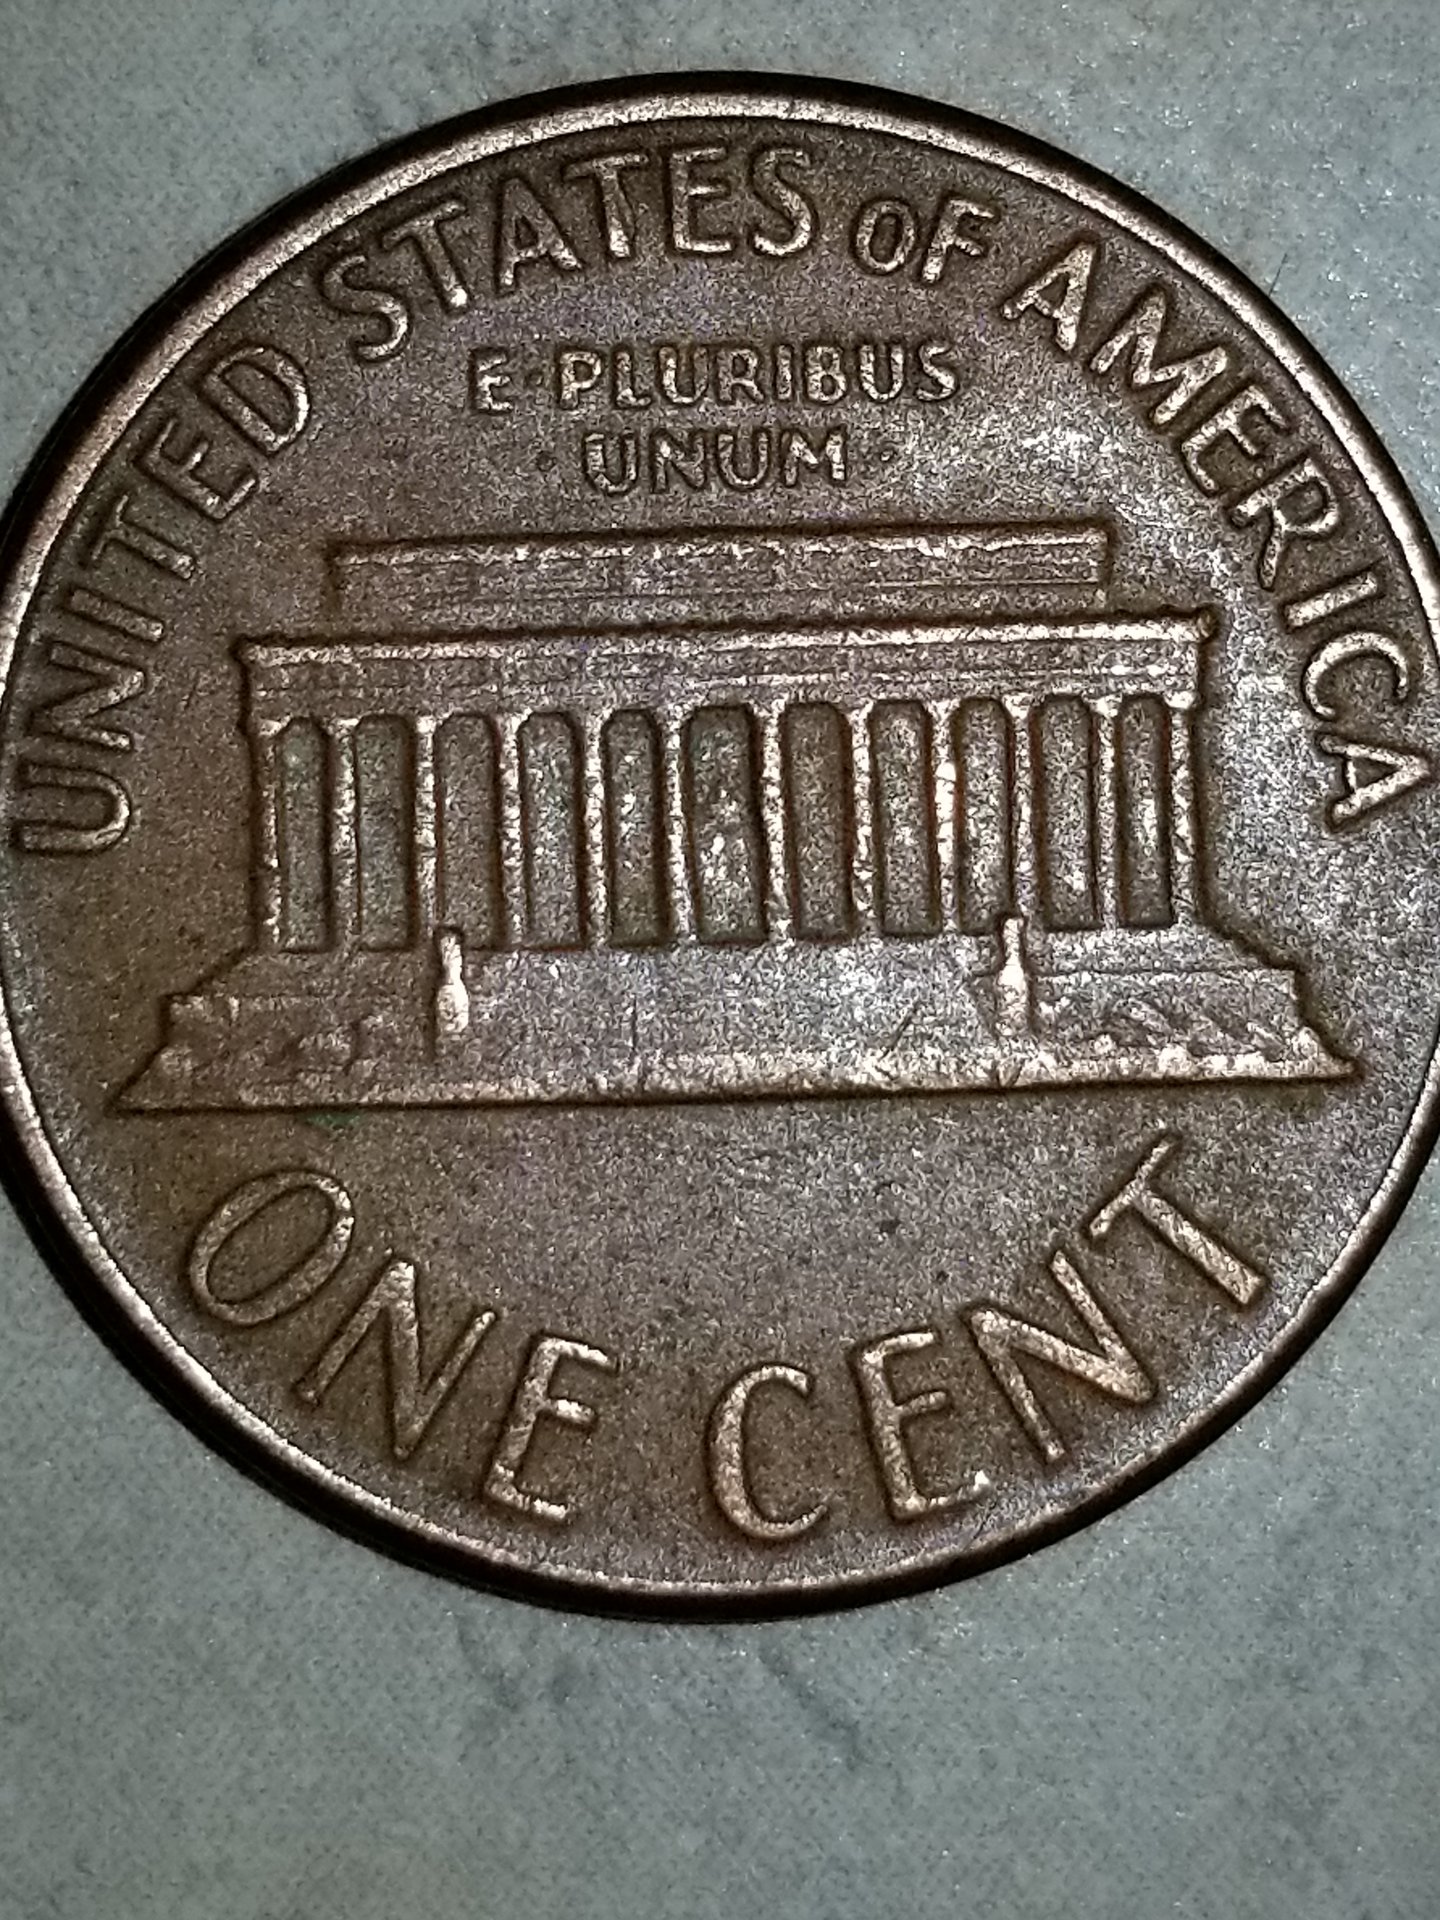 UNITED STATES OF AMERICA
E·PLURIBUS
·UNUM·
ONE CENT